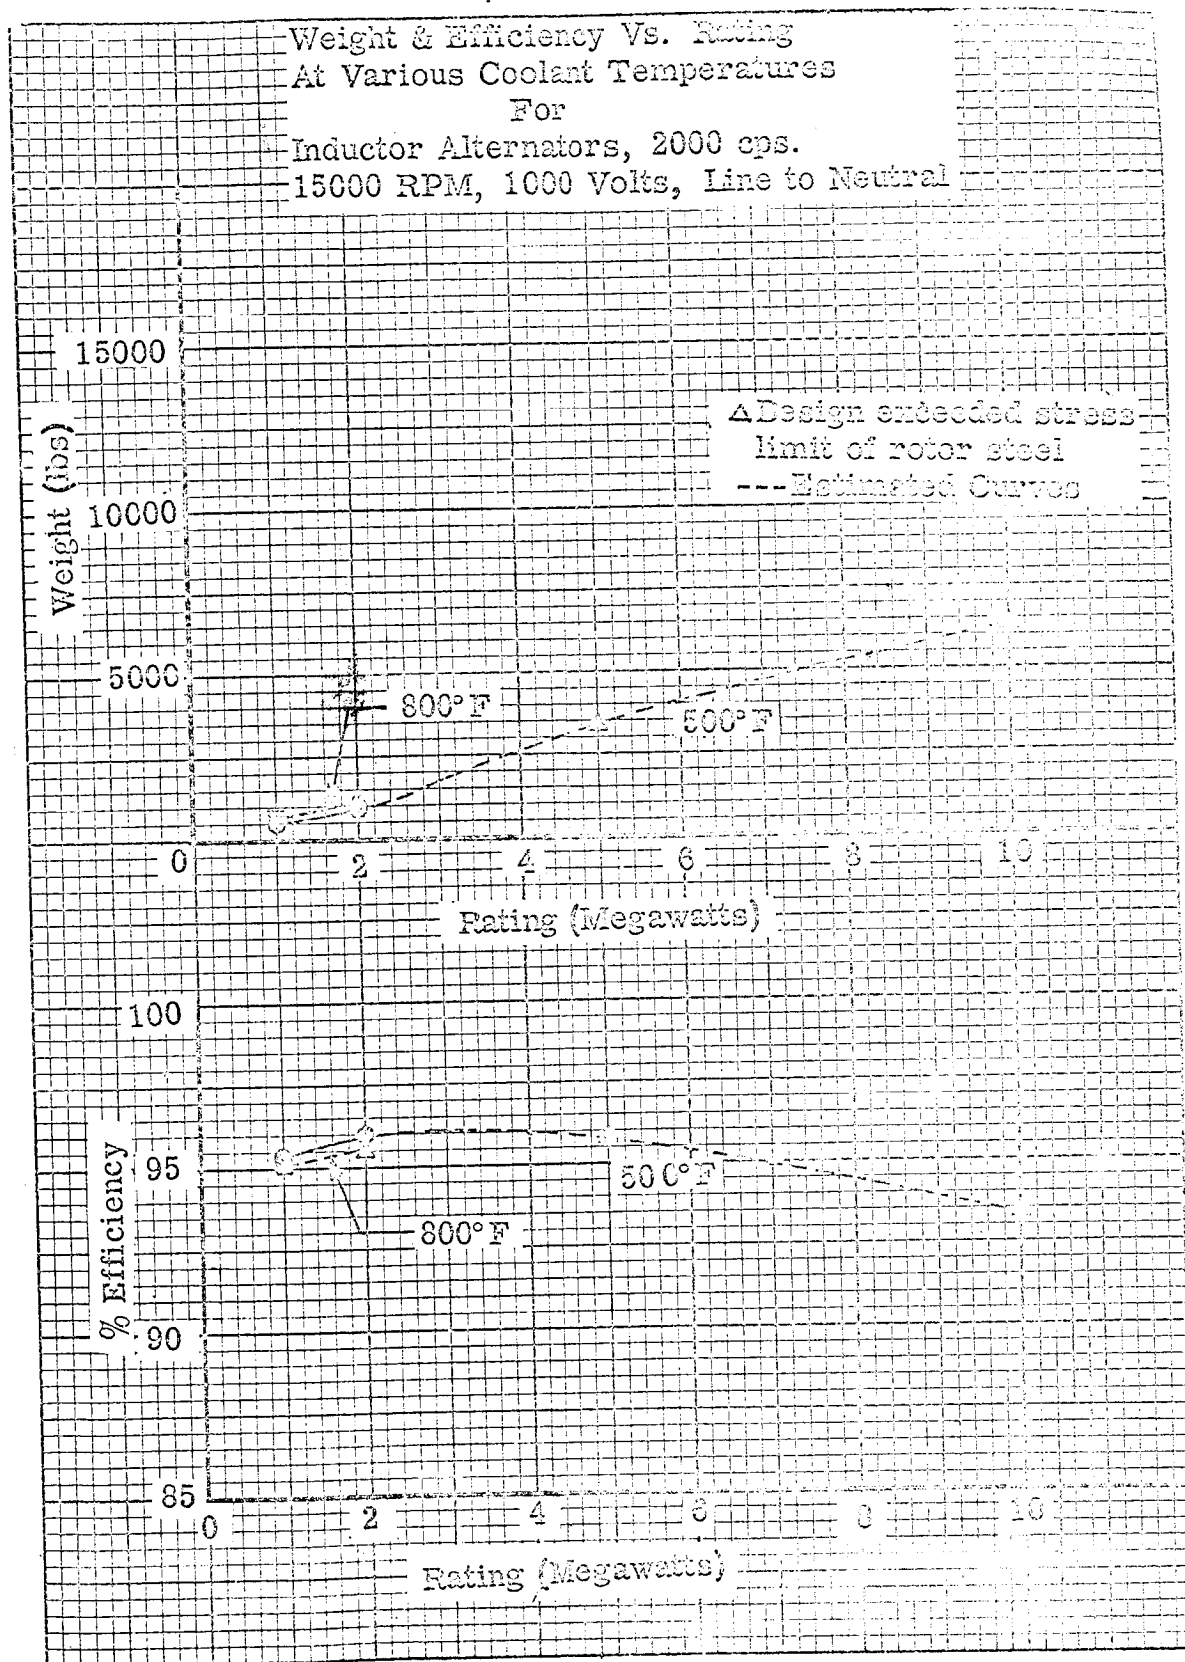 Weight & Efficiency Vs. Rating
At Various Coolant Temperatures
For
Inductor Alternators, 2000 cps.
15000 RPM, 1000 Volts, Line to Neutral
15000
Δ Design exceeded stress
limit of rotor steel
--- Estimated Curves
Weight (lbs)
10000
5000
800°F
500°F
0 2 4 6 8 10
Rating (Megawatts)
100
% Efficiency
95
500°F
800°F
90
85
0 2 4 6 8 10
Rating (Megawatts)